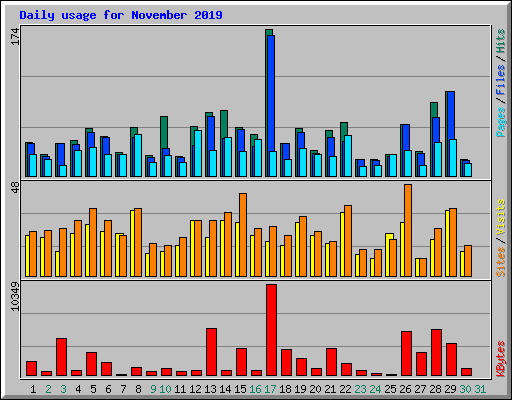 Daily usage for November 2019
174
Pages / Files / Hits
48
Sites / Visits
10349
KBytes
1 2 3 4 5 6 7 8 9 10 11 12 13 14 15 16 17 18 19 20 21 22 23 24 25 26 27 28 29 30 31